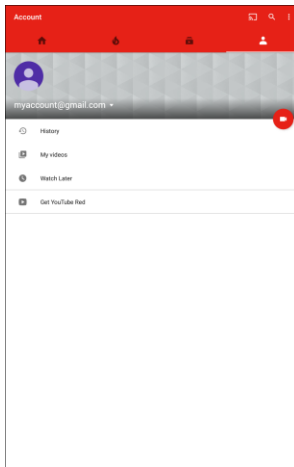 Account
myaccount@gmail.com
History
My videos
Watch Later
Get YouTube Red